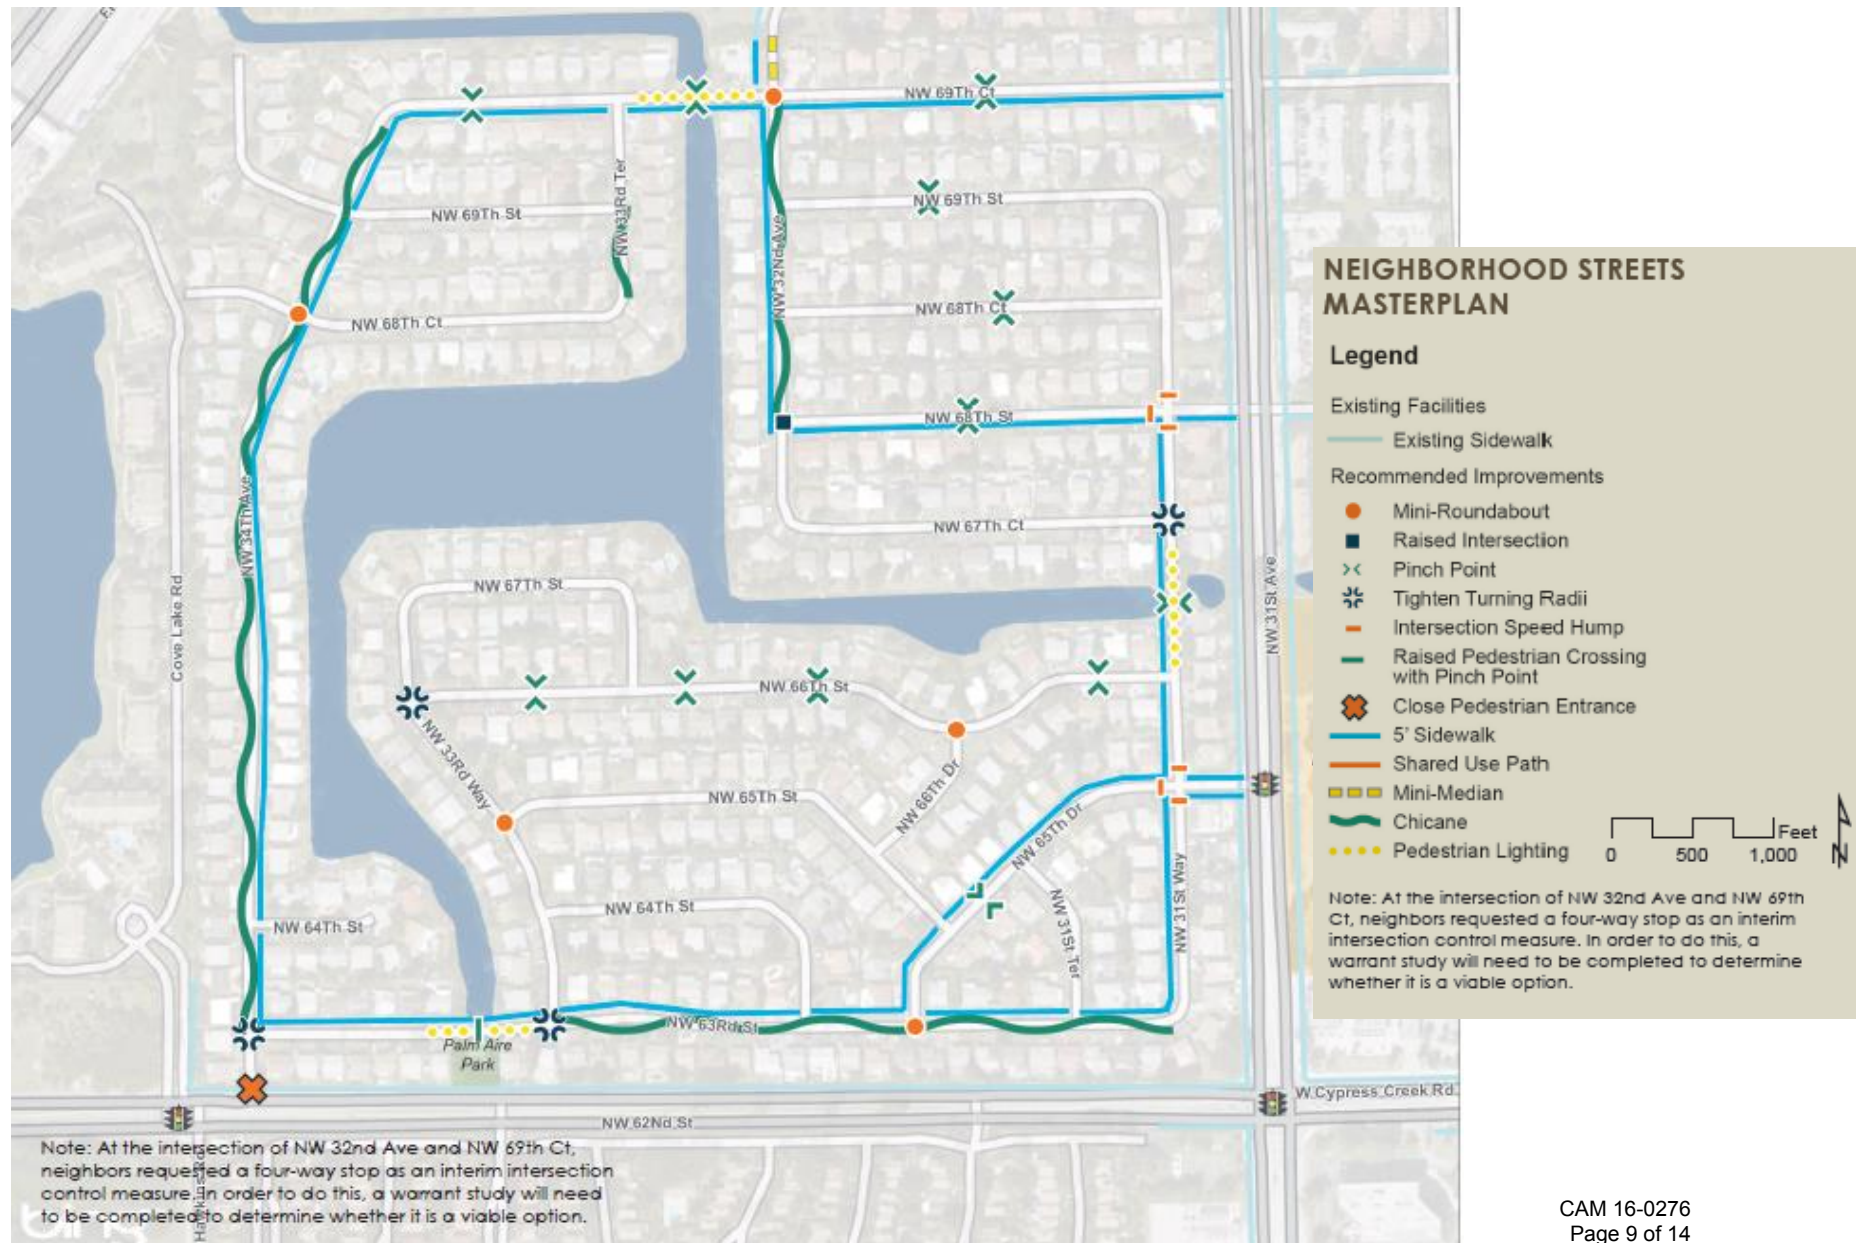 NW 69Th Ct
NW 69Th St
NW 33Rd Ter
NW 69Th St
NW 32Nd Ave
NW 68Th Ct
NW 68Th Ct
NW 68Th St
NW 34Th Ave
NW 67Th Ct
Cove Lake Rd
NW 67Th St
NW 31St Ave
NW 66Th St
NW 33Rd Way
NW 65Th St
NW 66Th Dr
NW 65Th Dr
NW 64Th St
NW 64Th St
NW 31St Ter
NW 31St Way
NW 63Rd St
Palm Aire
Park
W Cypress Creek Rd
NW 62Nd St
Note: At the intersection of NW 32nd Ave and NW 69th Ct,
neighbors requested a four-way stop as an interim intersection
control measure. In order to do this, a warrant study will need
to be completed to determine whether it is a viable option.
NEIGHBORHOOD STREETS
MASTERPLAN
Legend
Existing Facilities
Existing Sidewalk
Recommended Improvements
Mini-Roundabout
Raised Intersection
Pinch Point
Tighten Turning Radii
Intersection Speed Hump
Raised Pedestrian Crossing
with Pinch Point
Close Pedestrian Entrance
5' Sidewalk
Shared Use Path
Mini-Median
Chicane
Pedestrian Lighting
Feet
0 500 1,000
N
Note: At the intersection of NW 32nd Ave and NW 69th
Ct, neighbors requested a four-way stop as an interim
intersection control measure. In order to do this, a
warrant study will need to be completed to determine
whether it is a viable option.
CAM 16-0276
Page 9 of 14